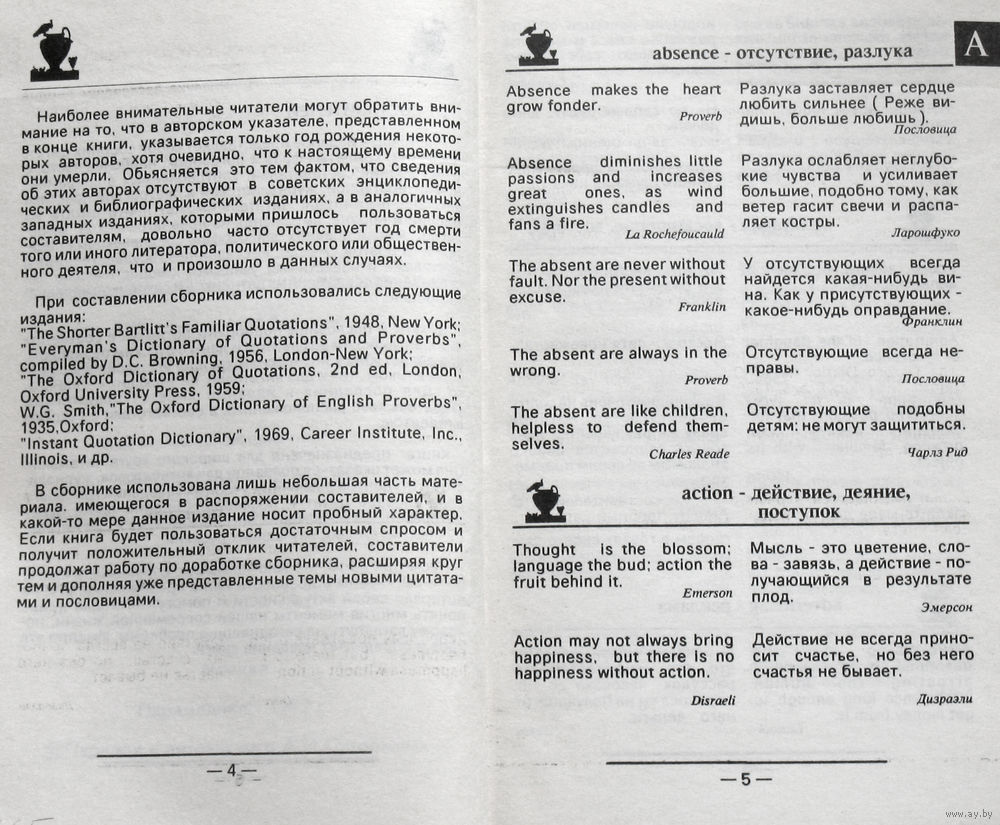 Наиболее внимательные читатели могут обратить вни-
мание на то, что в авторском указателе, представленном
в конце книги, указывается только год рождения некото-
рых авторов, хотя очевидно, что к настоящему времени
они умерли. Обьясняется это тем фактом, что сведения
об этих авторах отсутствуют в советских энциклопеди-
ческих и библиографических изданиях, а в аналогичных
западных изданиях, которыми пришлось пользоваться
составителям, довольно часто отсутствует год смерти
того или иного литератора, политического или обществен-
ного деятеля, что и произошло в данных случаях.
При составлении сборника использовались следующие
издания:
"The Shorter Bartlitt's Familiar Quotations", 1948, New York;
"Everyman's Dictionary of Quotations and Proverbs",
compiled by D.C. Browning, 1956, London-New York;
"The Oxford Dictionary of Quotations, 2nd ed, London,
Oxford University Press, 1959;
W.G. Smith,"The Oxford Dictionary of English Proverbs",
1935,Oxford;
"Instant Quotation Dictionary", 1969, Career Institute, Inc.,
Illinois, и др.
В сборнике использована лишь небольшая часть мате-
риала. имеющегося в распоряжении составителей, и в
какой-то мере данное издание носит пробный характер.
Если книга будет пользоваться достаточным спросом и
получит положительный отклик читателей, составители
продолжат работу по доработке сборника, расширяя круг
тем и дополняя уже представленные темы новыми цитата-
ми и пословицами.
— 4 —
absence - отсутствие, разлука
A
Absence makes the heart
grow fonder.
Proverb
Разлука заставляет сердце
любить сильнее ( Реже ви-
дишь, больше любишь ).
Пословица
Absence diminishes little
passions and increases
great ones, as wind
extinguishes candles and
fans a fire.
La Rochefoucauld
Разлука ослабляет неглубо-
кие чувства и усиливает
большие, подобно тому, как
ветер гасит свечи и распа-
ляет костры.
Ларошфуко
The absent are never without
fault. Nor the present without
excuse.
Franklin
У отсутствующих всегда
найдется какая-нибудь ви-
на. Как у присутствующих -
какое-нибудь оправдание.
Франклин
The absent are always in the
wrong.
Proverb
Отсутствующие всегда не-
правы.
Пословица
The absent are like children,
helpless to defend them-
selves.
Charles Reade
Отсутствующие подобны
детям: не могут защититься.
Чарлз Рид
action - действие, деяние,
поступок
Thought is the blossom;
language the bud; action the
fruit behind it.
Emerson
Мысль - это цветение, сло-
ва - завязь, а действие - по-
лучающийся в результате
плод.
Эмерсон
Action may not always bring
happiness, but there is no
happiness without action.
Disraeli
Действие не всегда прино-
сит счастье, но без него
счастья не бывает.
Дизраэли
— 5 —
www.ay.by